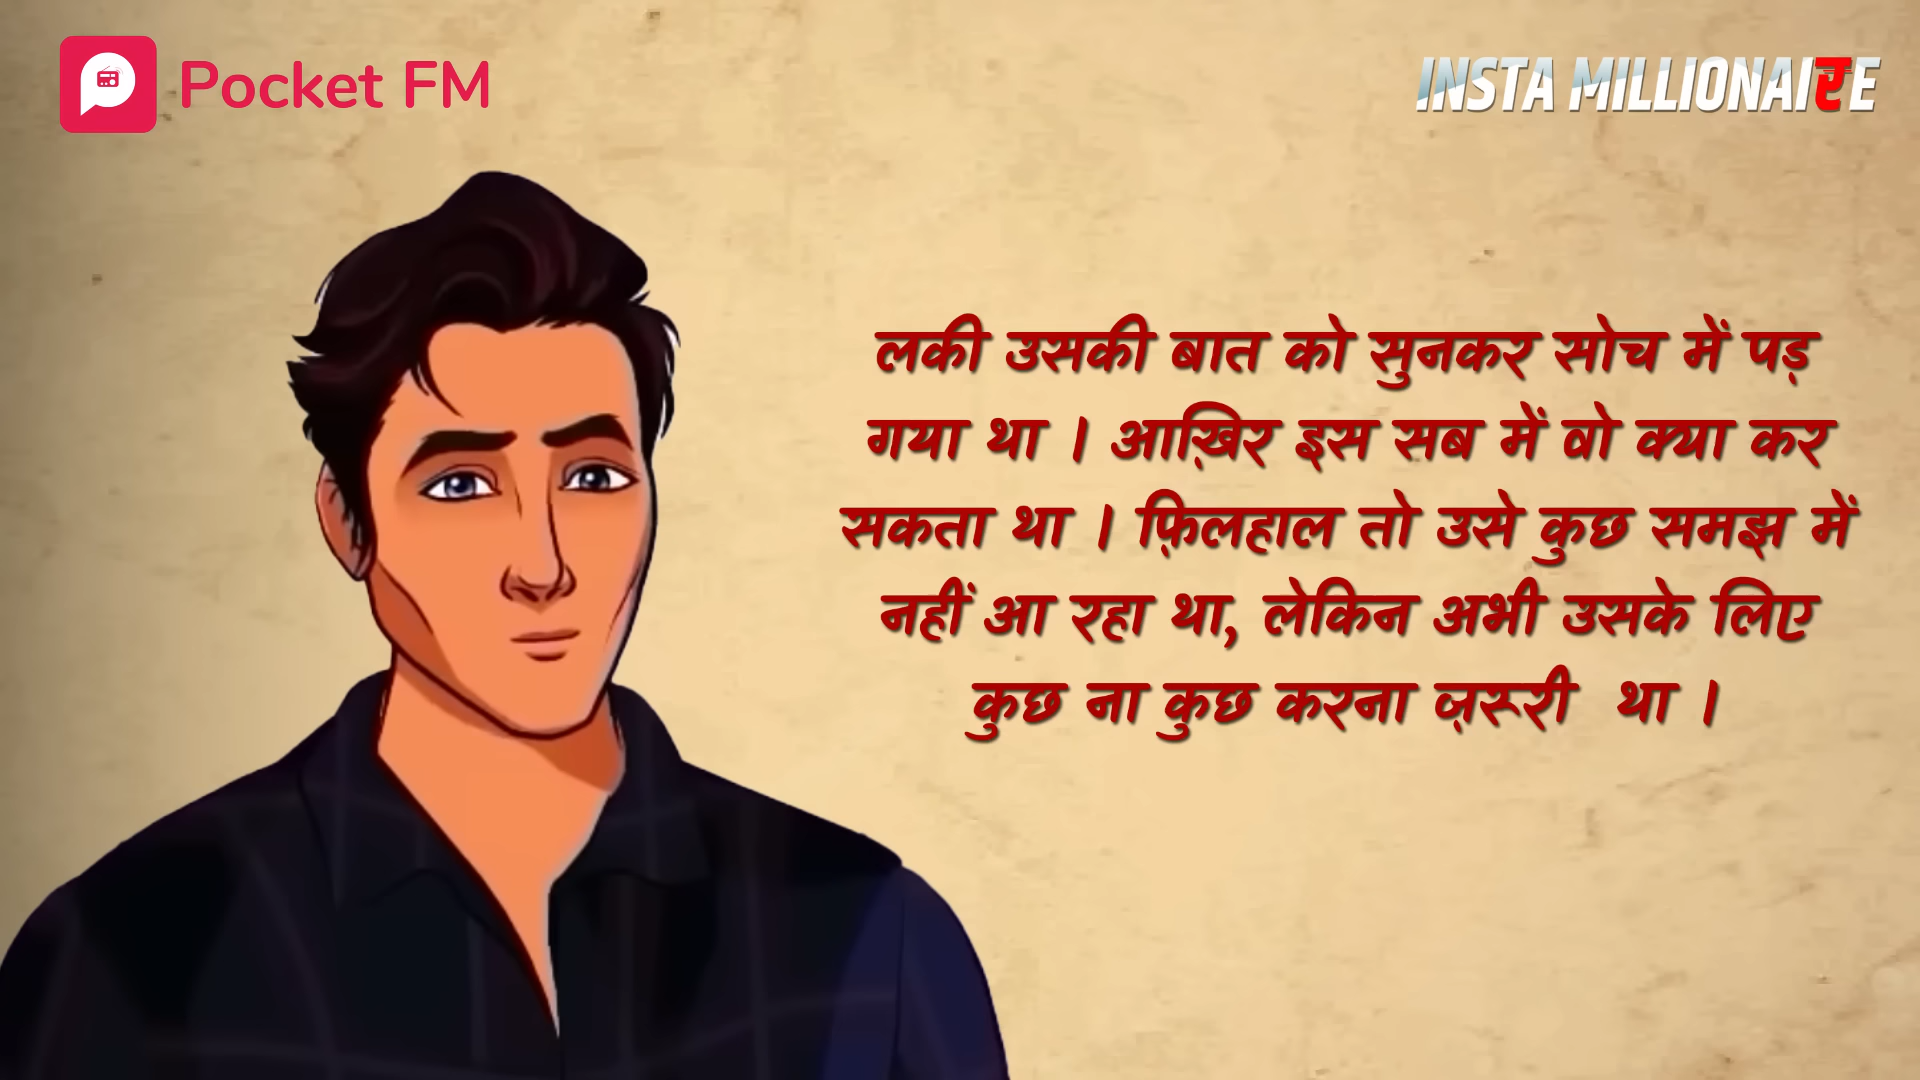 Pocket FM
INSTA MILLIONAIरE
लकी उसकी बात को सुनकर सोच में पड़
गया था । आख़िर इस सब में वो क्या कर
सकता था । फ़िलहाल तो उसे कुछ समझ में
नहीं आ रहा था, लेकिन अभी उसके लिए
कुछ ना कुछ करना ज़रूरी था ।